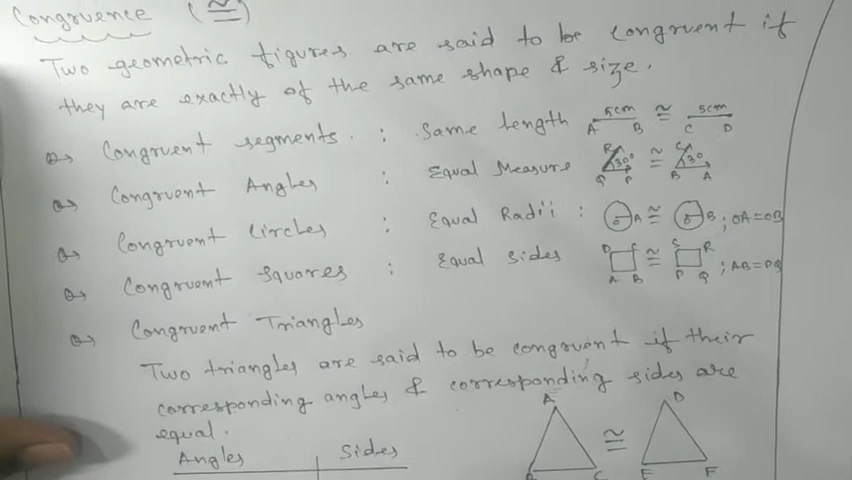 Congruence (≅)
Two geometric figures are said to be congruent if
they are exactly of the same shape & size.
Congruent segments : Same length A 5cm B ≅ C 5cm D
Congruent Angles : Equal Measure R 30° Q P ≅ C 30° B A
Congruent Circles : Equal Radii : O A ≅ O B ; OA=OB
Congruent Squares : Equal sides D C A B ≅ S R P Q ; AB=PQ
Congruent Triangles
Two triangles are said to be congruent if their
corresponding angles & corresponding sides are
equal.
A ≅ D
Angles Sides
B C E F